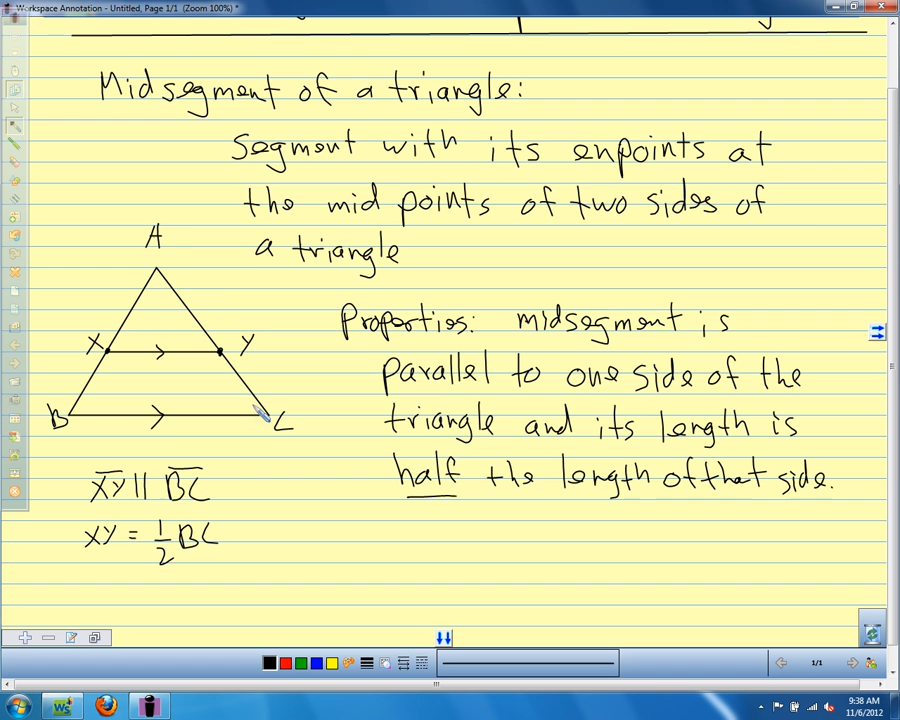 Workspace Annotation - Untitled, Page 1/1 (Zoom 100%) *
Midsegment of a triangle:
segment with its enpoints at
the mid points of two sides of
a triangle
A
X
Y
B
C
Properties: midsegment is
parallel to one side of the
triangle and its length is
half the length of that side.
XY || BC
XY = 1/2 BC
1/1
9:38 AM
11/6/2012